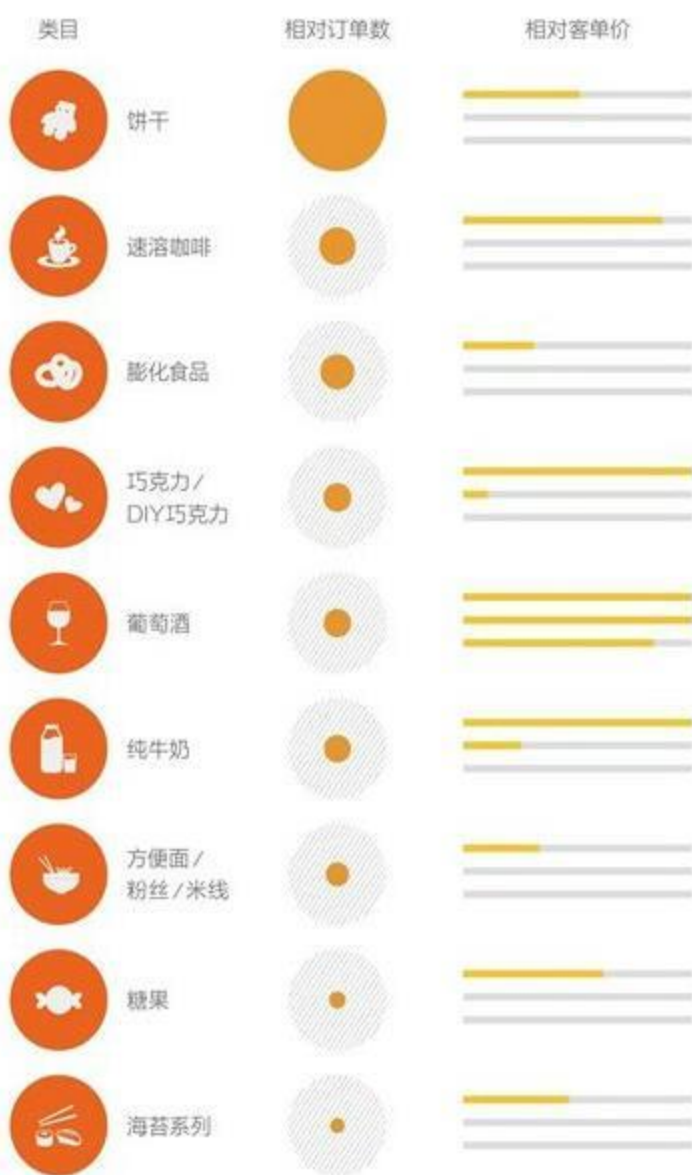 类目 相对订单数 相对客单价
饼干
速溶咖啡
膨化食品
巧克力/
DIY巧克力
葡萄酒
纯牛奶
方便面/
粉丝/米线
糖果
海苔系列